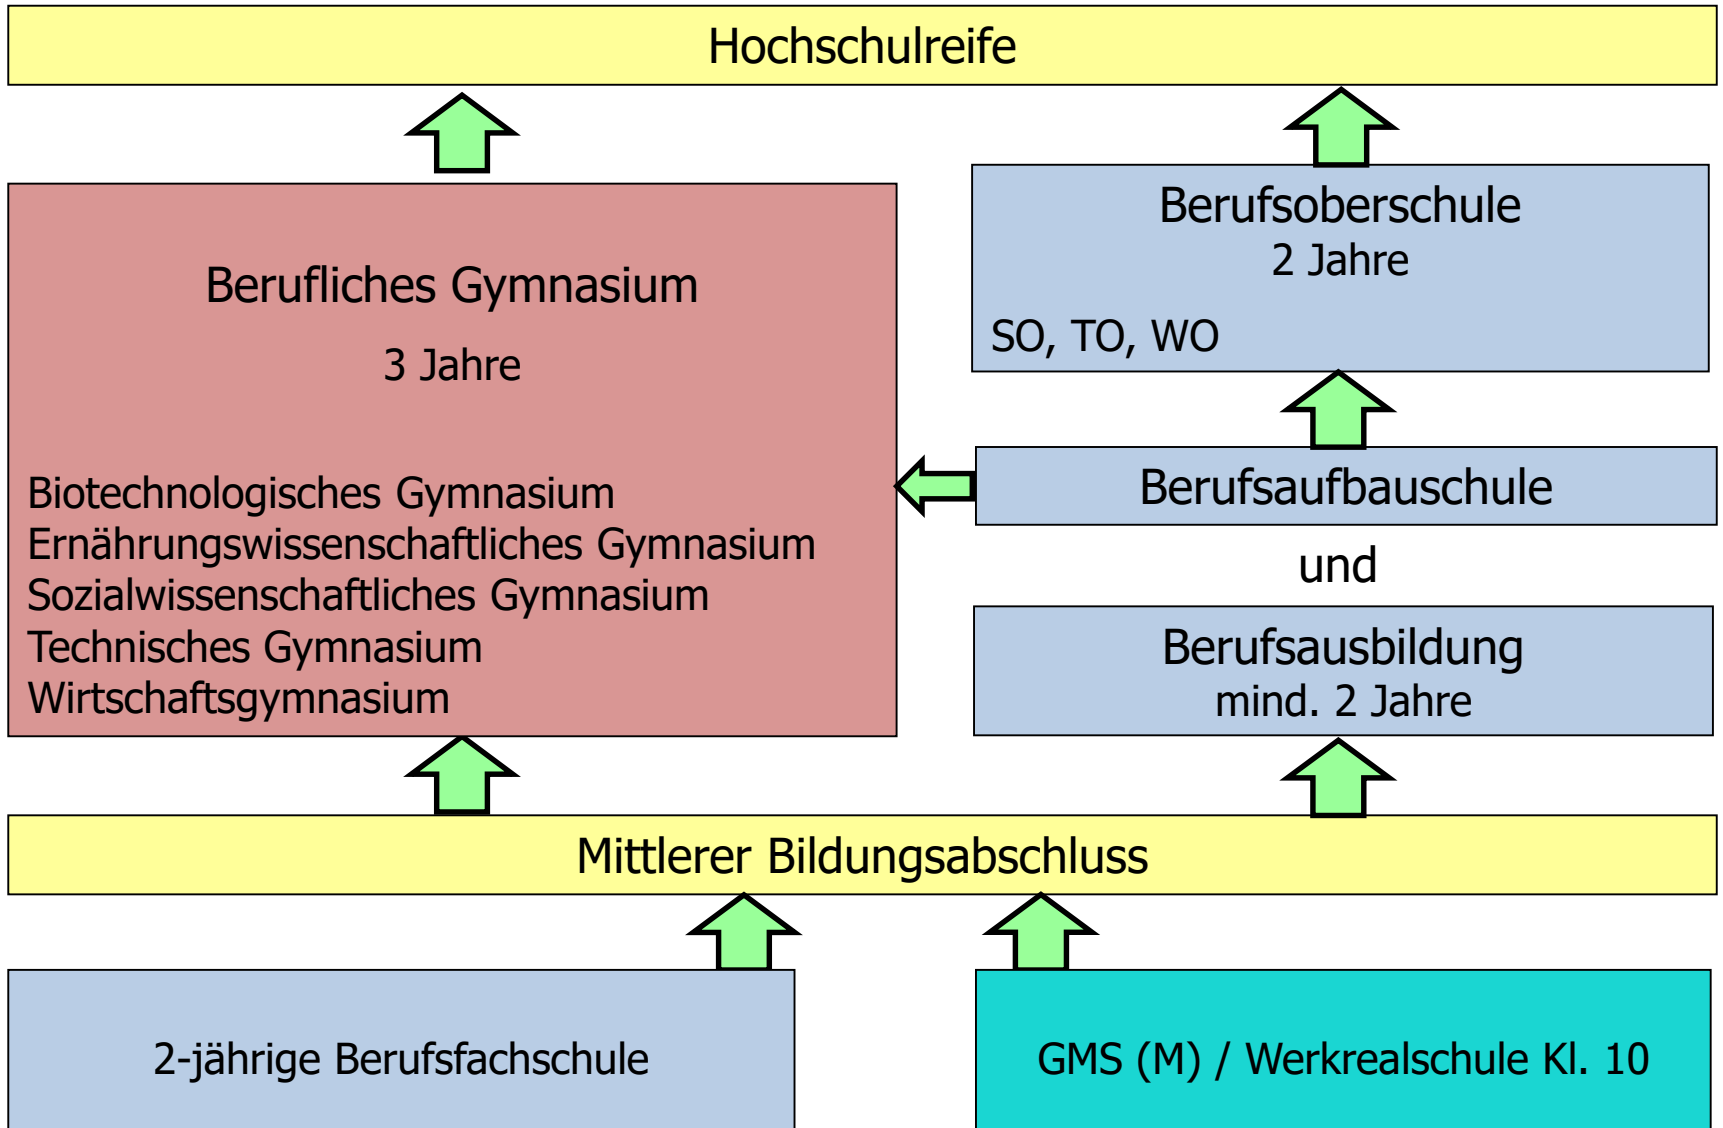 Hochschulreife
Berufliches Gymnasium
3 Jahre
Biotechnologisches Gymnasium
Ernährungswissenschaftliches Gymnasium
Sozialwissenschaftliches Gymnasium
Technisches Gymnasium
Wirtschaftsgymnasium
Berufsoberschule
2 Jahre
SO, TO, WO
Berufsaufbauschule
und
Berufsausbildung
mind. 2 Jahre
Mittlerer Bildungsabschluss
2-jährige Berufsfachschule
GMS (M) / Werkrealschule Kl. 10